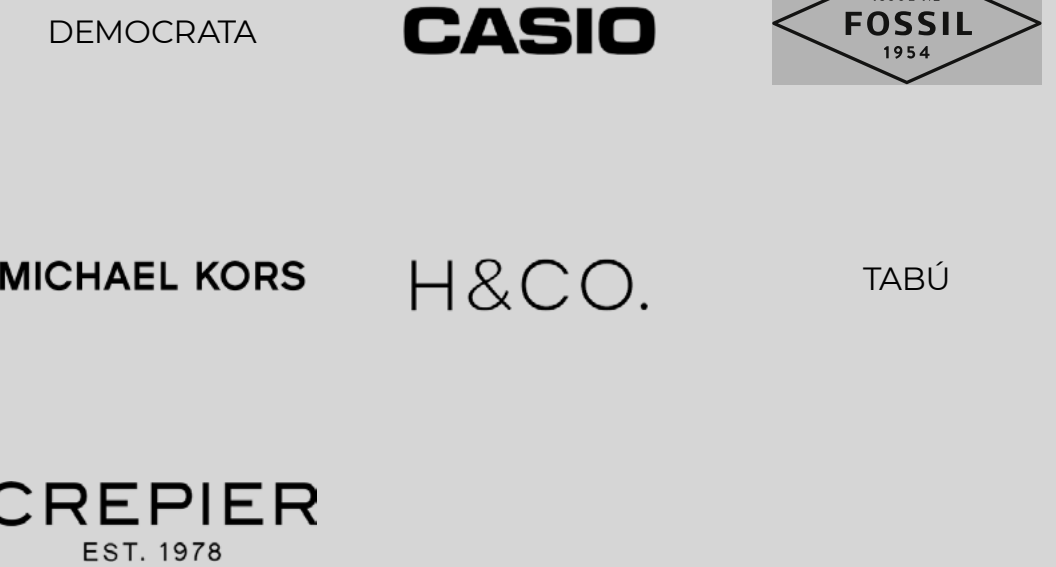 DEMOCRATA
CASIO
FOSSIL
1954
MICHAEL KORS
H&CO.
TABÚ
CREPIER
EST. 1978